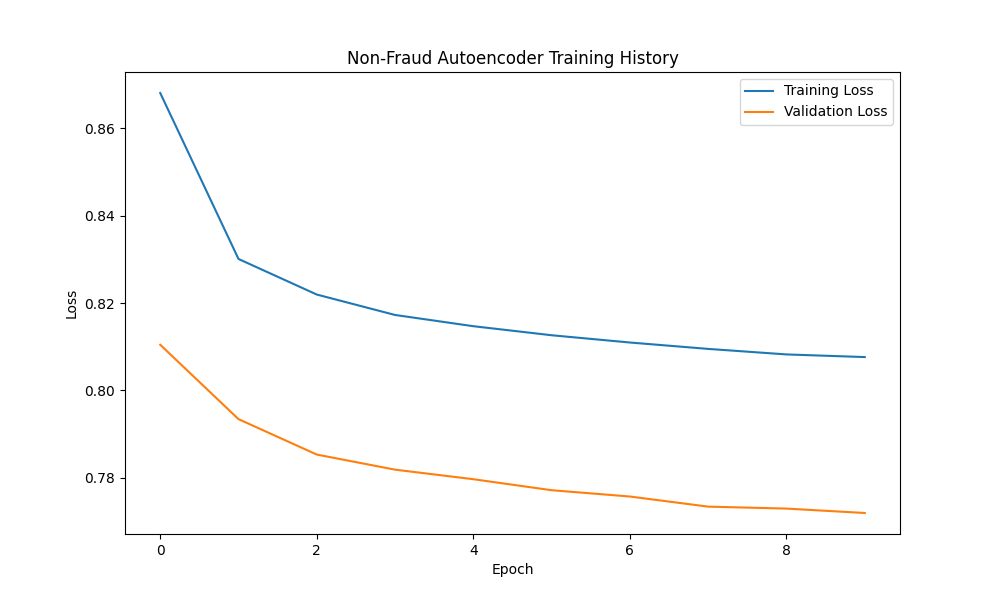 Non-Fraud Autoencoder Training History
Training Loss
Validation Loss
0.86
0.84
0.82
0.80
0.78
Loss
0 2 4 6 8
Epoch